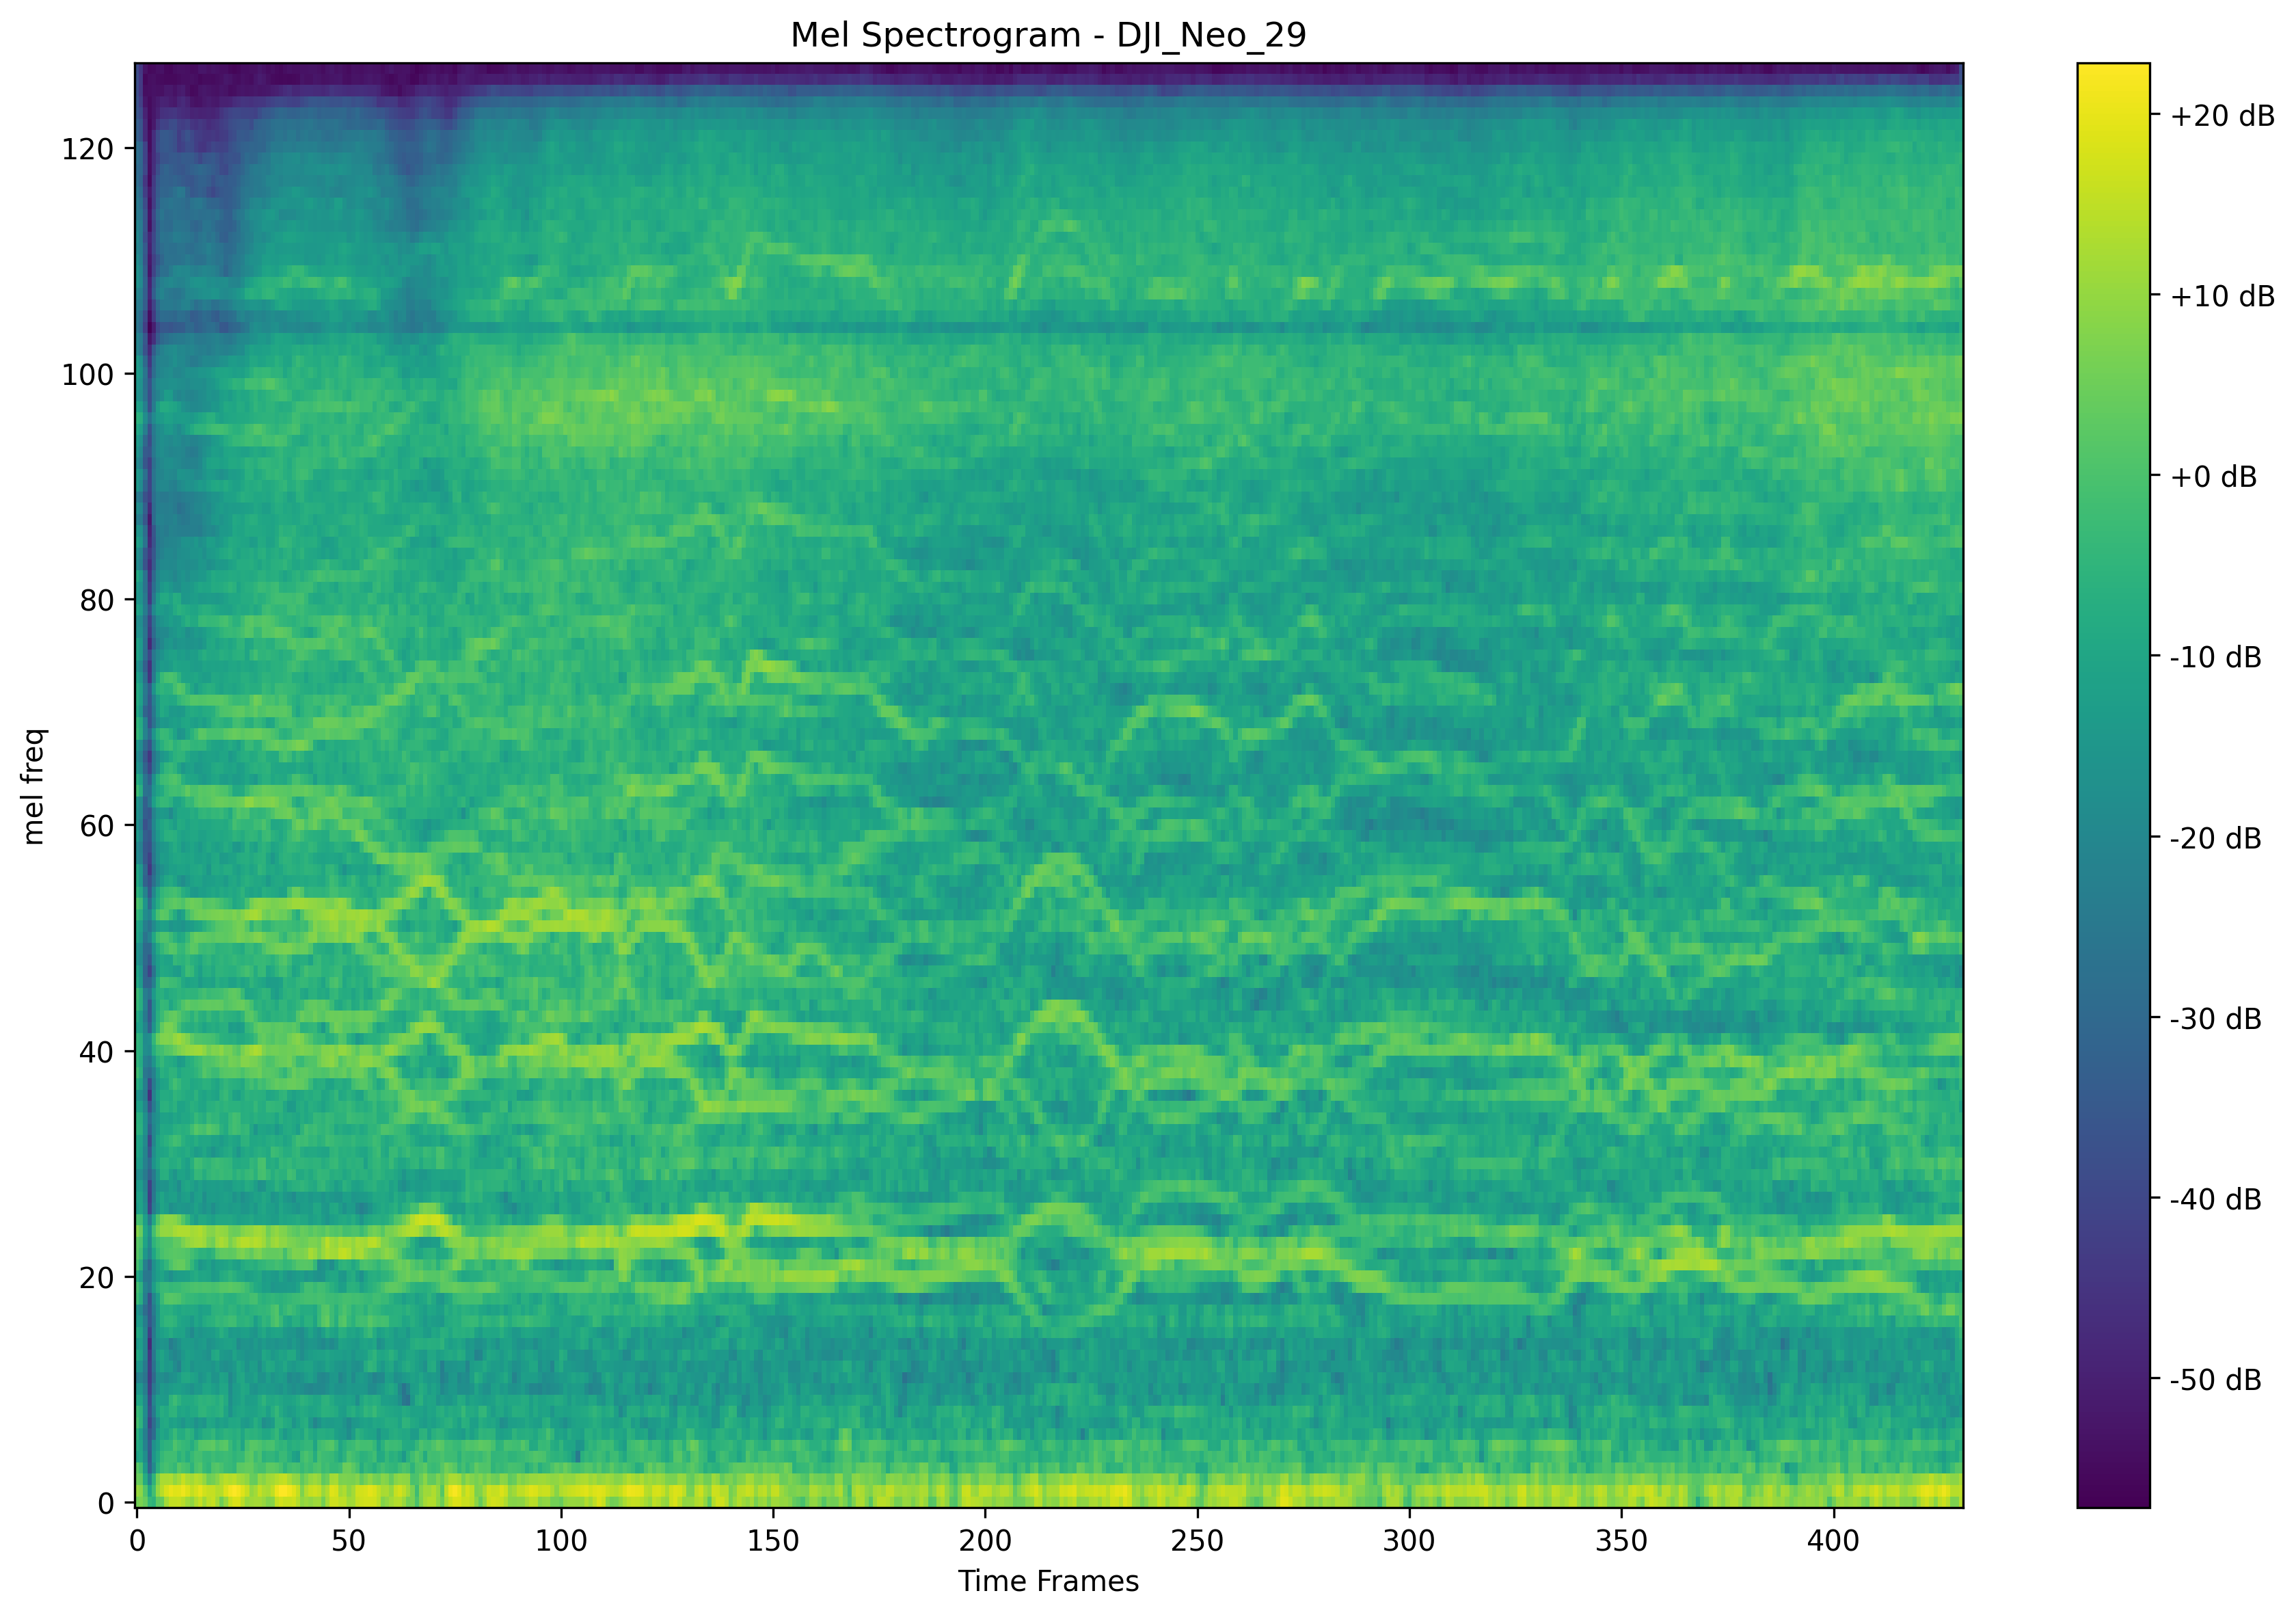 Mel Spectrogram - DJI_Neo_29
120
100
80
60
40
20
0
mel freq
0
50
100
150
200
250
300
350
400
Time Frames
+20 dB
+10 dB
+0 dB
-10 dB
-20 dB
-30 dB
-40 dB
-50 dB